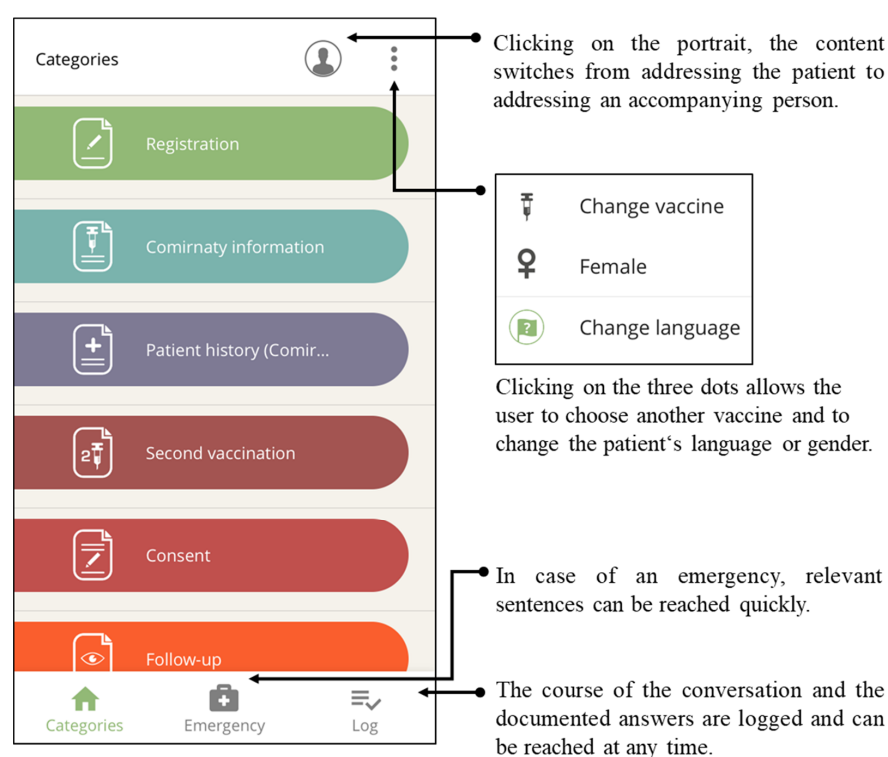 Categories
Registration
Comirnaty information
Patient history (Comir...
2
Second vaccination
Consent
Follow-up
Categories
Emergency
Log
Clicking on the portrait, the content
switches from addressing the patient to
addressing an accompanying person.
Change vaccine
Female
?
Change language
Clicking on the three dots allows the
user to choose another vaccine and to
change the patient‘s language or gender.
In case of an emergency, relevant
sentences can be reached quickly.
The course of the conversation and the
documented answers are logged and can
be reached at any time.